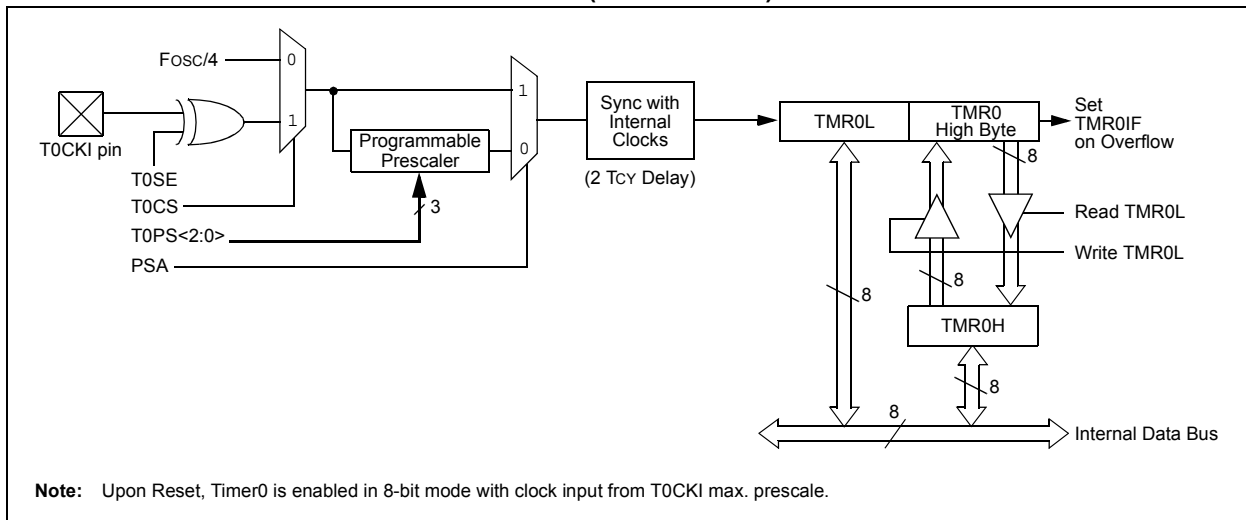 FOSC/4
0
1
T0CKI pin
T0SE
T0CS
T0PS<2:0>
PSA
Programmable
Prescaler
3
1
0
Sync with
Internal
Clocks
(2 TCY Delay)
TMR0L
TMR0
High Byte
Set
TMR0IF
on Overflow
8
Read TMR0L
Write TMR0L
8
8
TMR0H
8
8
Internal Data Bus
Note: Upon Reset, Timer0 is enabled in 8-bit mode with clock input from T0CKI max. prescale.